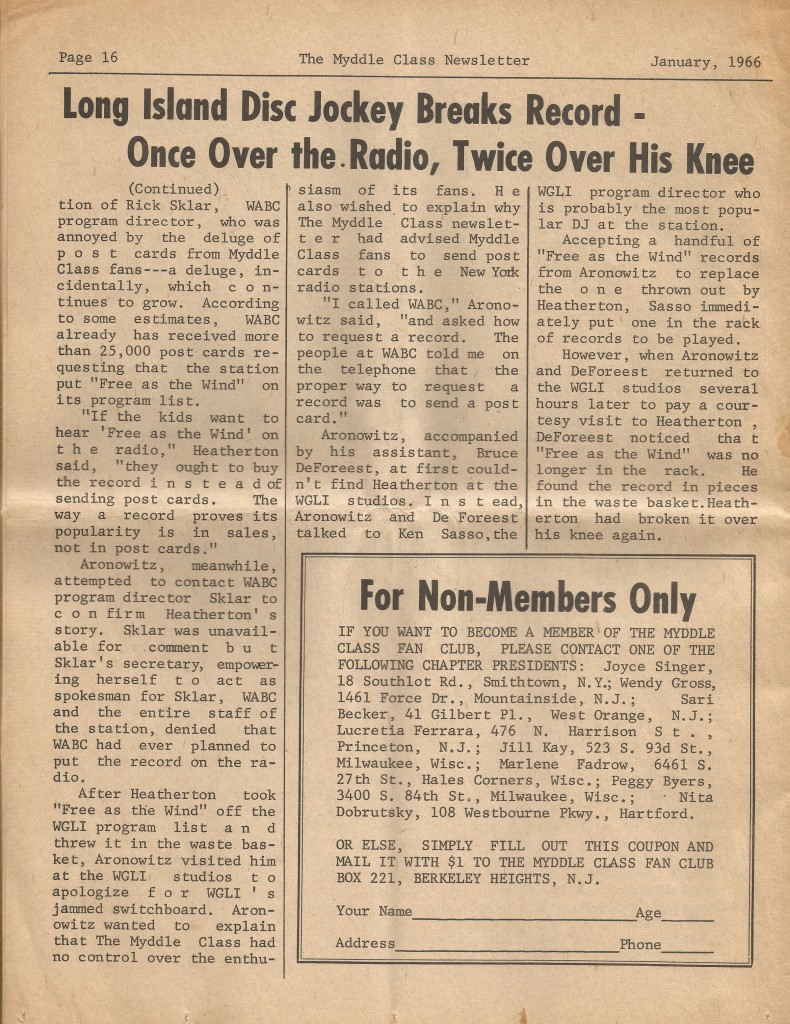 Page 16 The Myddle Class Newsletter January, 1966
Long Island Disc Jockey Breaks Record -
Once Over the Radio, Twice Over His Knee
(Continued)
tion of Rick Sklar, WABC
program director, who was
annoyed by the deluge of
post cards from Myddle
Class fans---a deluge, in-
cidentally, which con-
tinues to grow. According
to some estimates, WABC
already has received more
than 25,000 post cards re-
questing that the station
put "Free as the Wind" on
its program list.
"If the kids want to
hear 'Free as the Wind' on
the radio," Heatherton
said, "they ought to buy
the record instead of
sending post cards. The
way a record proves its
popularity is in sales,
not in post cards."
Aronowitz, meanwhile,
attempted to contact WABC
program director Sklar to
confirm Heatherton's
story. Sklar was unavail-
able for comment but
Sklar's secretary, empower-
ing herself to act as
spokesman for Sklar, WABC
and the entire staff of
the station, denied that
WABC had ever planned to
put the record on the ra-
dio.
After Heatherton took
"Free as the Wind" off the
WGLI program list and
threw it in the waste bas-
ket, Aronowitz visited him
at the WGLI studios to
apologize for WGLI's
jammed switchboard. Aron-
owitz wanted to explain
that The Myddle Class had
no control over the enthu-
siasm of its fans. He
also wished to explain why
The Myddle Class newslet-
ter had advised Myddle
Class fans to send post
cards to the New York
radio stations.
"I called WABC," Arono-
witz said, "and asked how
to request a record. The
people at WABC told me on
the telephone that the
proper way to request a
record was to send a post
card."
Aronowitz, accompanied
by his assistant, Bruce
DeForeest, at first could-
n't find Heatherton at the
WGLI studios. Instead,
Aronowitz and De Foreest
talked to Ken Sasso, the
WGLI program director who
is probably the most popu-
lar DJ at the station.
Accepting a handful of
"Free as the Wind" records
from Aronowitz to replace
the one thrown out by
Heatherton, Sasso immedi-
ately put one in the rack
of records to be played.
However, when Aronowitz
and DeForeest returned to
the WGLI studios several
hours later to pay a cour-
tesy visit to Heatherton,
DeForeest noticed that
"Free as the Wind" was no
longer in the rack. He
found the record in pieces
in the waste basket. Heath-
erton had broken it over
his knee again.
For Non-Members Only
IF YOU WANT TO BECOME A MEMBER OF THE MYDDLE
CLASS FAN CLUB, PLEASE CONTACT ONE OF THE
FOLLOWING CHAPTER PRESIDENTS: Joyce Singer,
18 Southlot Rd., Smithtown, N.Y.; Wendy Gross,
1461 Force Dr., Mountainside, N.J.; Sari
Becker, 41 Gilbert Pl., West Orange, N.J.;
Lucretia Ferrara, 476 N. Harrison St.,
Princeton, N.J.; Jill Kay, 523 S. 93d St.,
Milwaukee, Wisc.; Marlene Fadrow, 6461 S.
27th St., Hales Corners, Wisc.; Peggy Byers,
3400 S. 84th St., Milwaukee, Wisc.; Nita
Dobrutsky, 108 Westbourne Pkwy., Hartford.
OR ELSE, SIMPLY FILL OUT THIS COUPON AND
MAIL IT WITH $1 TO THE MYDDLE CLASS FAN CLUB
BOX 221, BERKELEY HEIGHTS, N.J.
Your Name Age
Address Phone